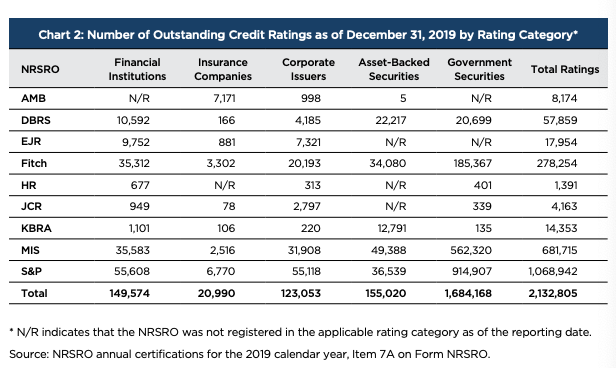 Chart 2: Number of Outstanding Credit Ratings as of December 31, 2019 by Rating Category*
NRSRO Financial Institutions Insurance Companies Corporate Issuers Asset-Backed Securities Government Securities Total Ratings
AMB N/R 7,171 998 5 N/R 8,174
DBRS 10,592 166 4,185 22,217 20,699 57,859
EJR 9,752 881 7,321 N/R N/R 17,954
Fitch 35,312 3,302 20,193 34,080 185,367 278,254
HR 677 N/R 313 N/R 401 1,391
JCR 949 78 2,797 N/R 339 4,163
KBRA 1,101 106 220 12,791 135 14,353
MIS 35,583 2,516 31,908 49,388 562,320 681,715
S&P 55,608 6,770 55,118 36,539 914,907 1,068,942
Total 149,574 20,990 123,053 155,020 1,684,168 2,132,805
* N/R indicates that the NRSRO was not registered in the applicable rating category as of the reporting date.
Source: NRSRO annual certifications for the 2019 calendar year, Item 7A on Form NRSRO.